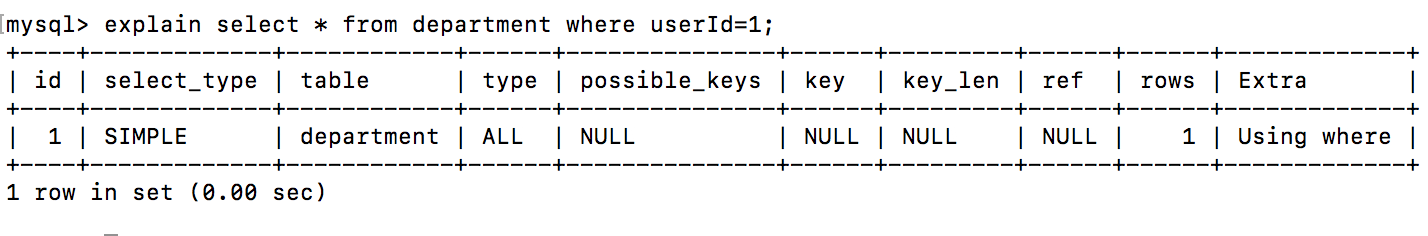 mysql> explain select * from department where userId=1;
+----+-------------+------------+------+---------------+------+---------+------+------+-------------+
| id | select_type | table      | type | possible_keys | key  | key_len | ref  | rows | Extra       |
+----+-------------+------------+------+---------------+------+---------+------+------+-------------+
|  1 | SIMPLE      | department | ALL  | NULL          | NULL | NULL    | NULL |    1 | Using where |
+----+-------------+------------+------+---------------+------+---------+------+------+-------------+
1 row in set (0.00 sec)